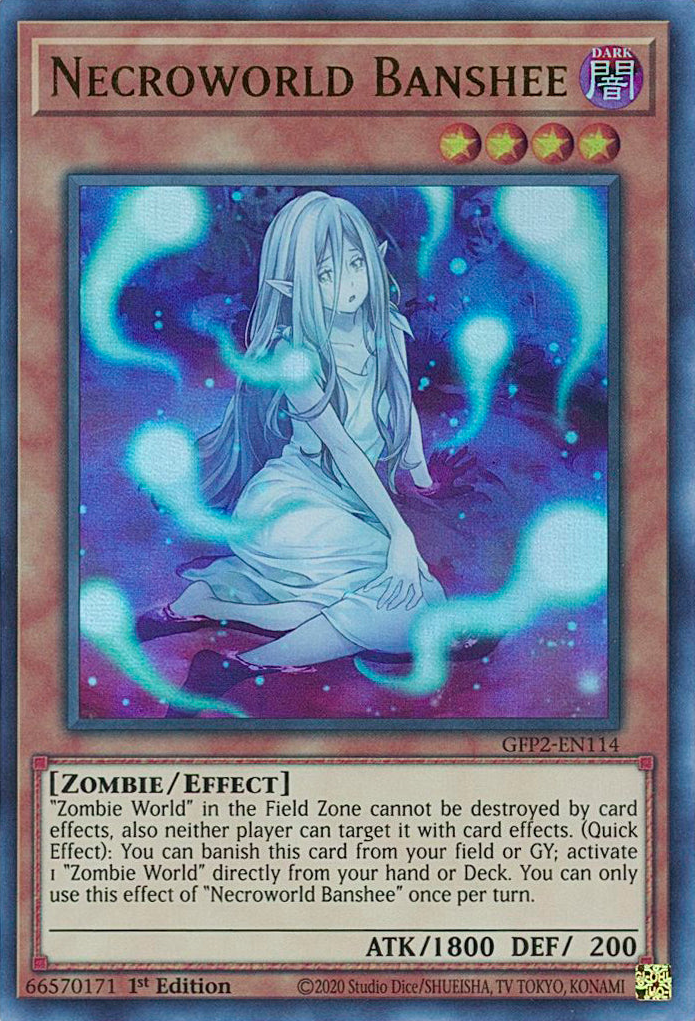 NECROWORLD BANSHEE
DARK
闇
GFP2-EN114
[ZOMBIE/EFFECT]
"Zombie World" in the Field Zone cannot be destroyed by card
effects, also neither player can target it with card effects. (Quick
Effect): You can banish this card from your field or GY; activate
1 "Zombie World" directly from your hand or Deck. You can only
use this effect of "Necroworld Banshee" once per turn.
ATK/1800 DEF/ 200
66570171 1st Edition ©2020 Studio Dice/SHUEISHA, TV TOKYO, KONAMI